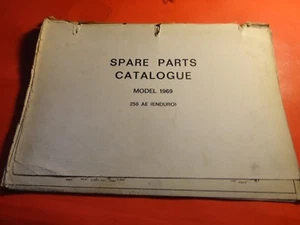 SPARE PARTS
CATALOGUE
MODEL 1969
250 AE (ENDURO)